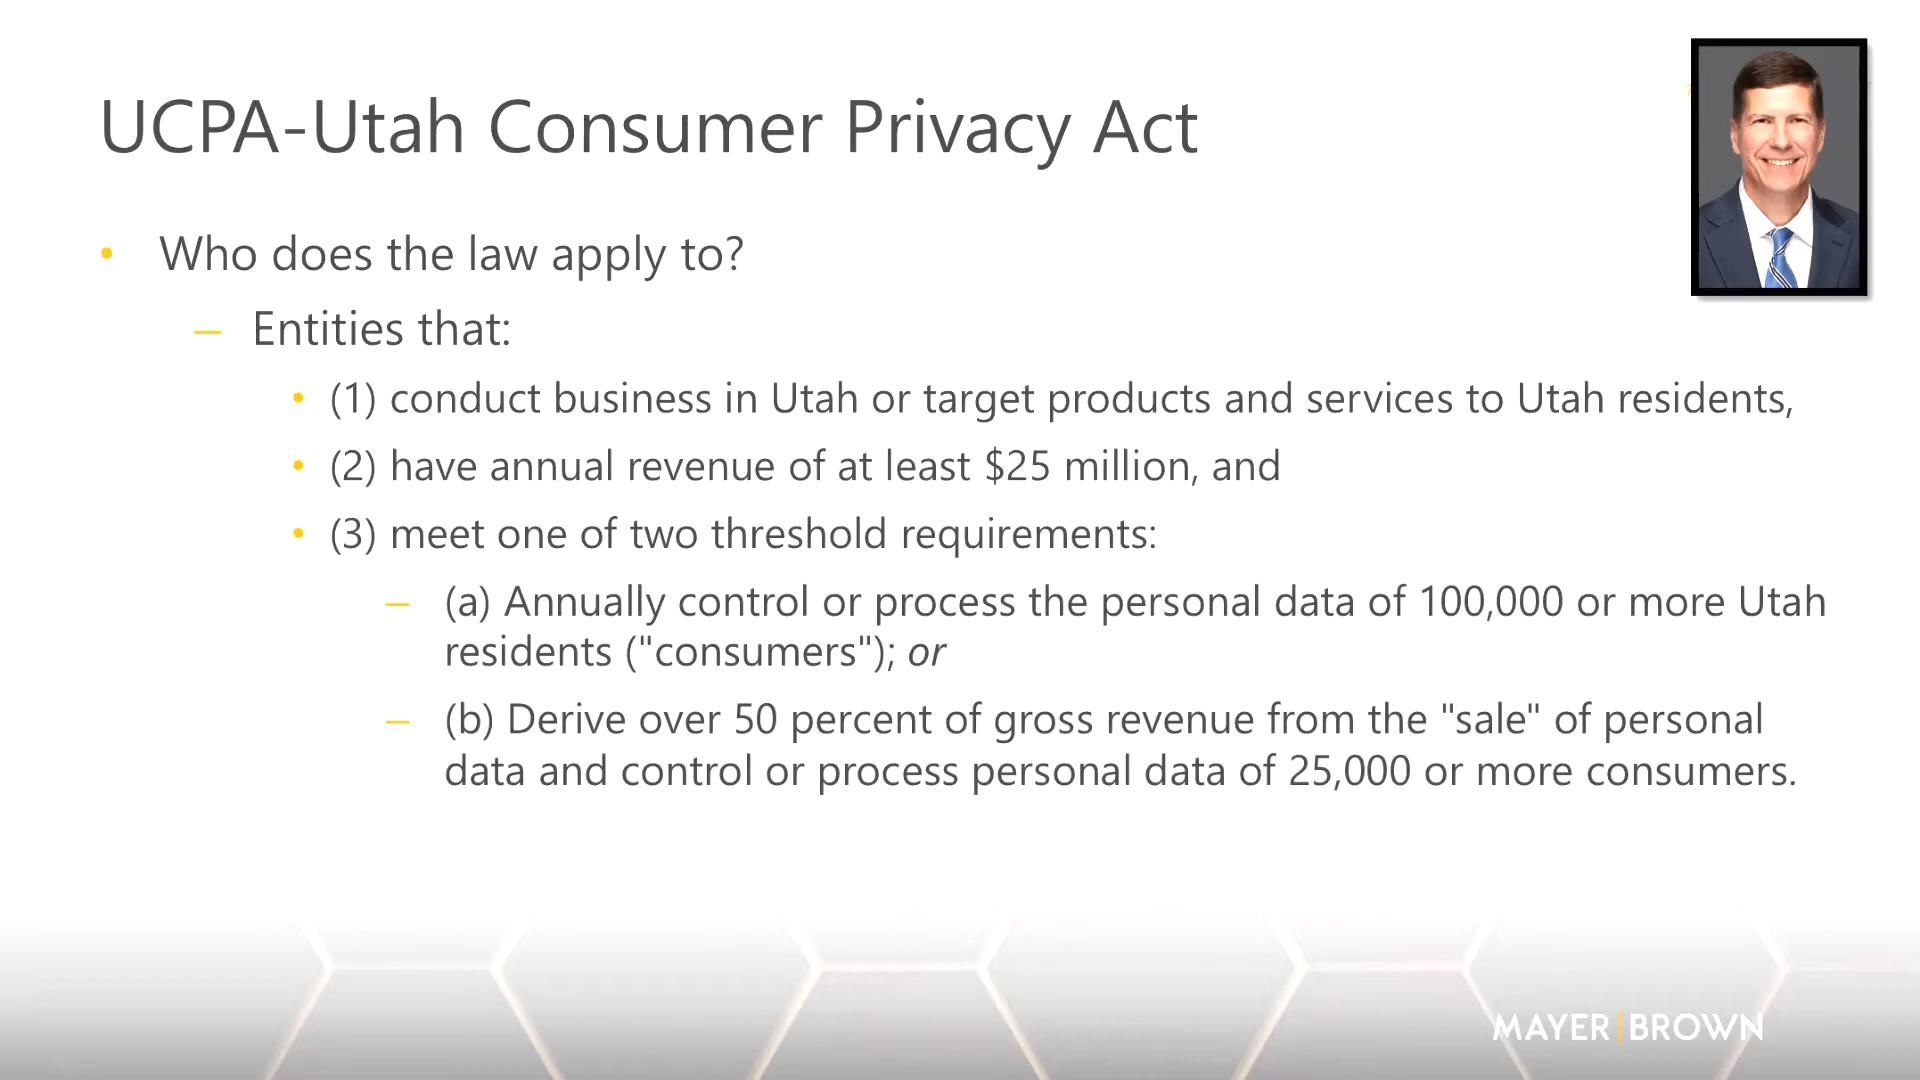 UCPA-Utah Consumer Privacy Act
• Who does the law apply to?
– Entities that:
• (1) conduct business in Utah or target products and services to Utah residents,
• (2) have annual revenue of at least $25 million, and
• (3) meet one of two threshold requirements:
– (a) Annually control or process the personal data of 100,000 or more Utah
residents ("consumers"); or
– (b) Derive over 50 percent of gross revenue from the "sale" of personal
data and control or process personal data of 25,000 or more consumers.
MAYER|BROWN